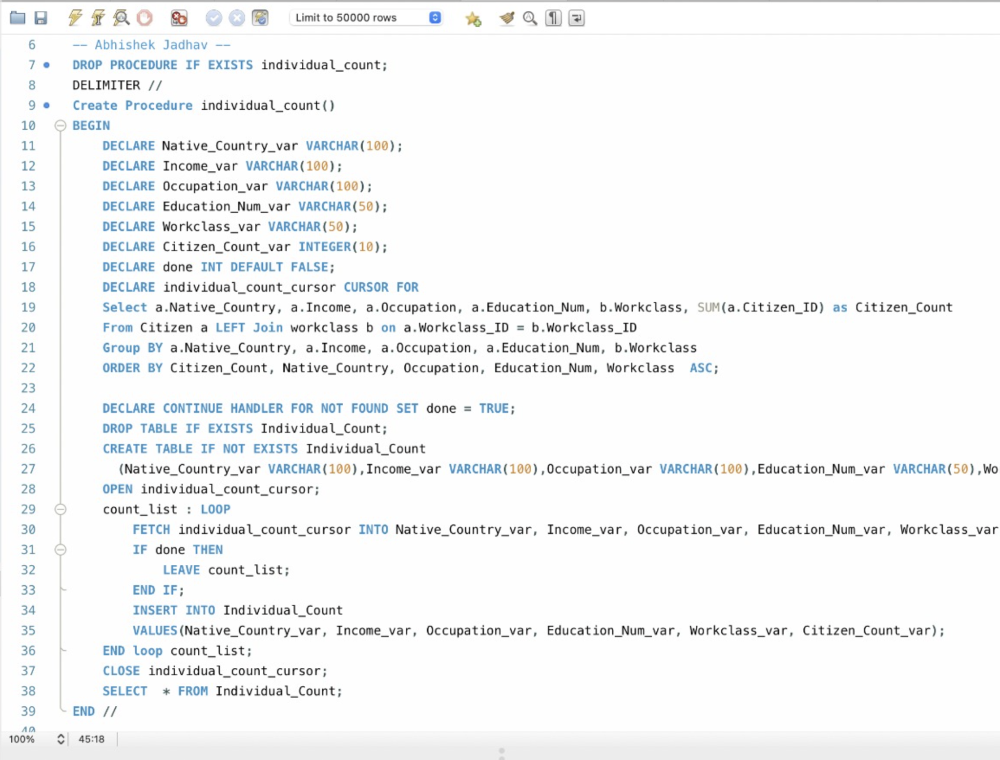 Limit to 50000 rows
6 -- Abhishek Jadhav --
7 DROP PROCEDURE IF EXISTS individual_count;
8 DELIMITER //
9 Create Procedure individual_count()
10 BEGIN
11 DECLARE Native_Country_var VARCHAR(100);
12 DECLARE Income_var VARCHAR(100);
13 DECLARE Occupation_var VARCHAR(100);
14 DECLARE Education_Num_var VARCHAR(50);
15 DECLARE Workclass_var VARCHAR(50);
16 DECLARE Citizen_Count_var INTEGER(10);
17 DECLARE done INT DEFAULT FALSE;
18 DECLARE individual_count_cursor CURSOR FOR
19 Select a.Native_Country, a.Income, a.Occupation, a.Education_Num, b.Workclass, SUM(a.Citizen_ID) as Citizen_Count
20 From Citizen a LEFT Join workclass b on a.Workclass_ID = b.Workclass_ID
21 Group BY a.Native_Country, a.Income, a.Occupation, a.Education_Num, b.Workclass
22 ORDER BY Citizen_Count, Native_Country, Occupation, Education_Num, Workclass  ASC;
23
24 DECLARE CONTINUE HANDLER FOR NOT FOUND SET done = TRUE;
25 DROP TABLE IF EXISTS Individual_Count;
26 CREATE TABLE IF NOT EXISTS Individual_Count
27 (Native_Country_var VARCHAR(100),Income_var VARCHAR(100),Occupation_var VARCHAR(100),Education_Num_var VARCHAR(50),Wo
28 OPEN individual_count_cursor;
29 count_list : LOOP
30 FETCH individual_count_cursor INTO Native_Country_var, Income_var, Occupation_var, Education_Num_var, Workclass_var
31 IF done THEN
32 LEAVE count_list;
33 END IF;
34 INSERT INTO Individual_Count
35 VALUES(Native_Country_var, Income_var, Occupation_var, Education_Num_var, Workclass_var, Citizen_Count_var);
36 END loop count_list;
37 CLOSE individual_count_cursor;
38 SELECT  * FROM Individual_Count;
39 END //
40
100% 45:18